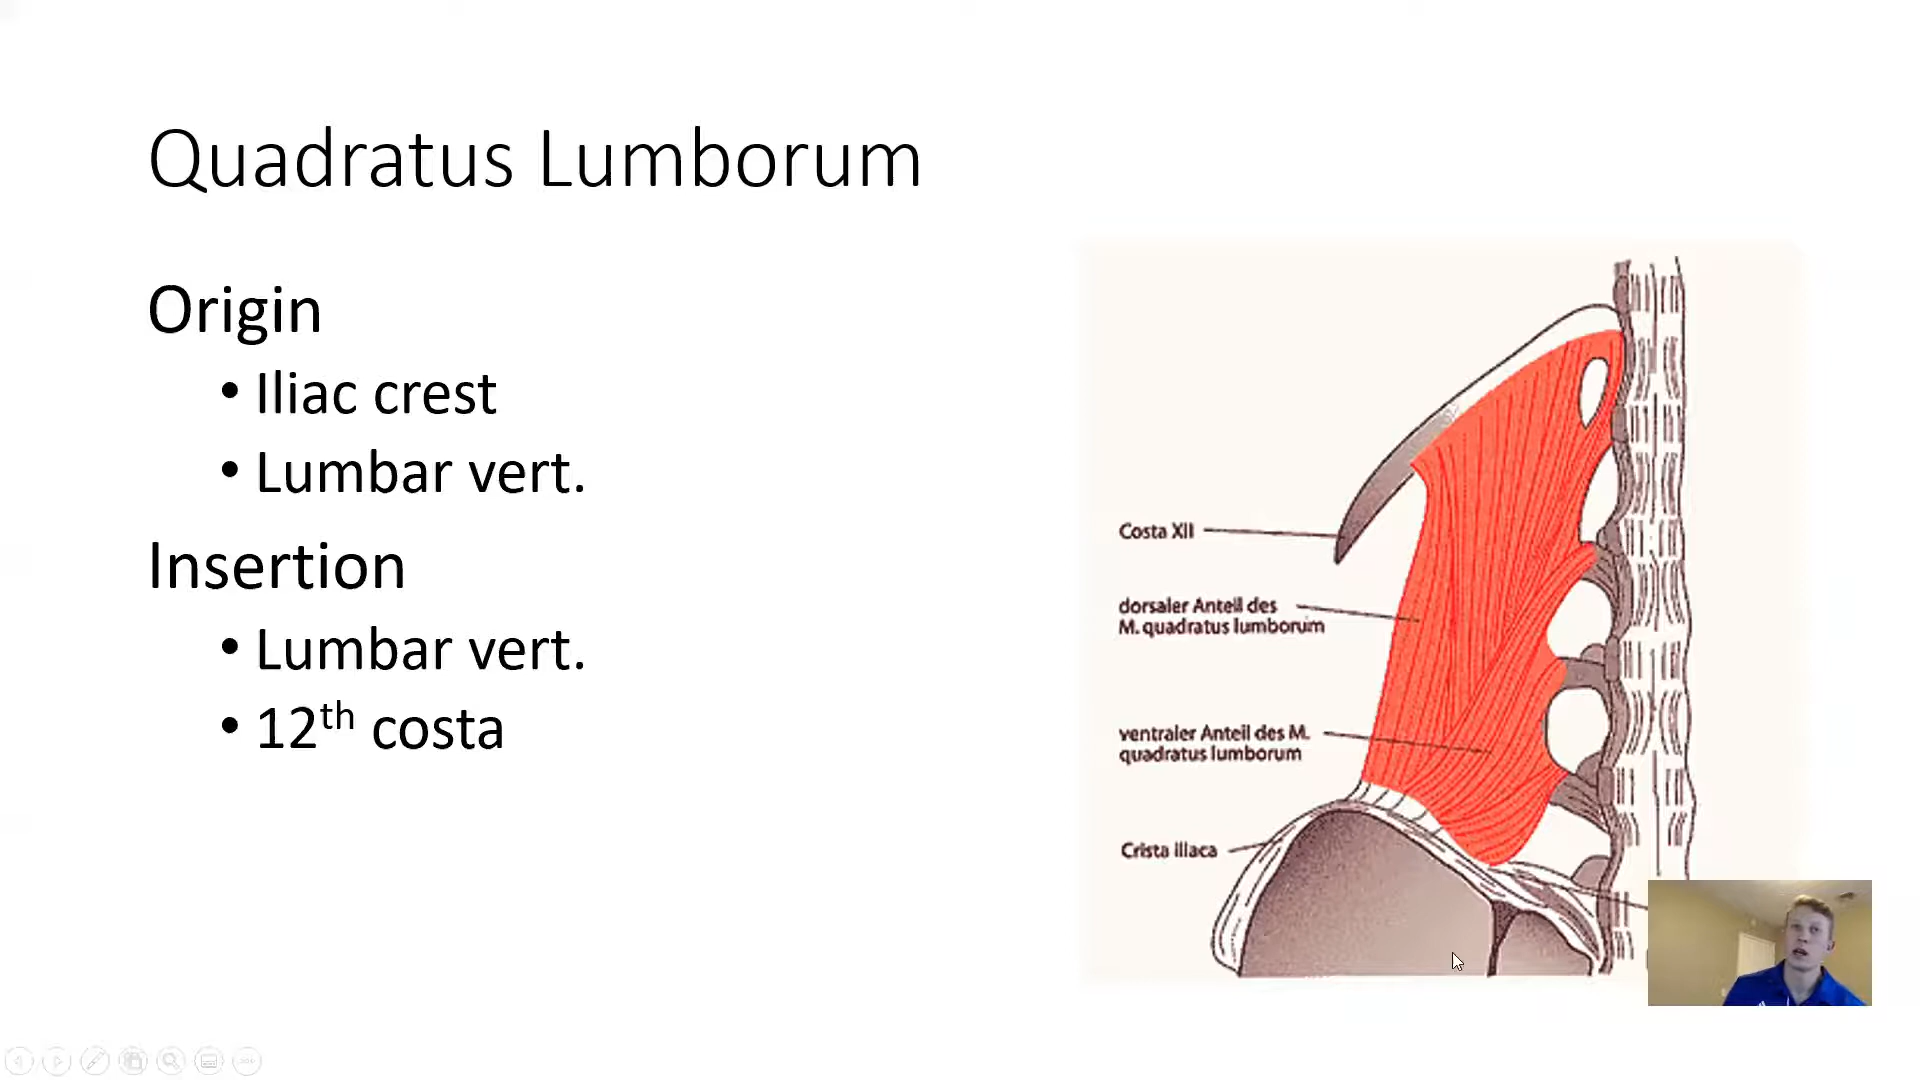 Quadratus Lumborum
Origin
• Iliac crest
• Lumbar vert.
Insertion
• Lumbar vert.
• 12th costa
Costa XII
dorsaler Anteil des
M. quadratus lumborum
ventraler Anteil des M.
quadratus lumborum
Crista iliaca